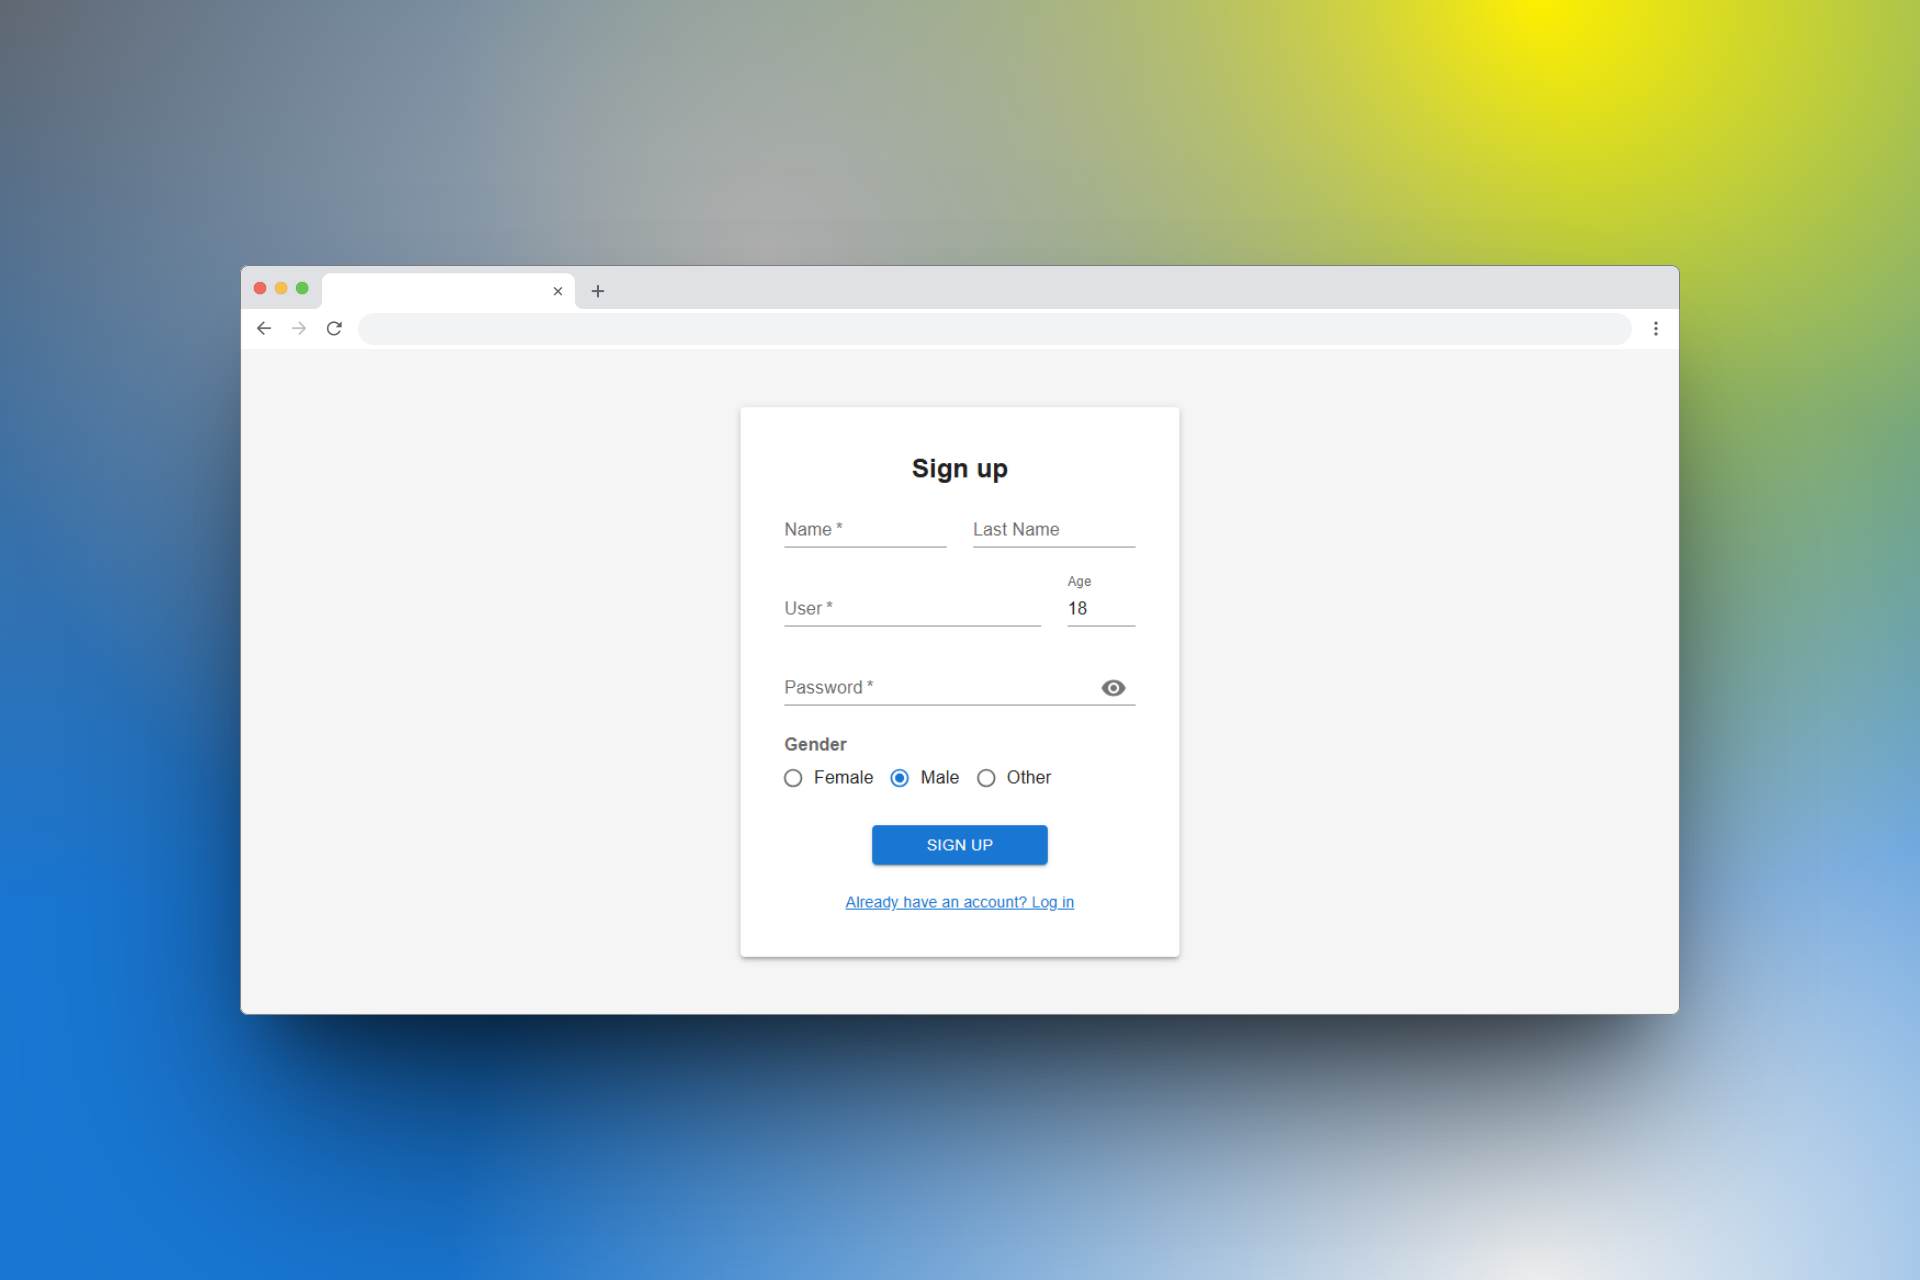 Sign up
Name * Last Name
Age
User * 18
Password *
Gender
Female Male Other
SIGN UP
Already have an account? Log in